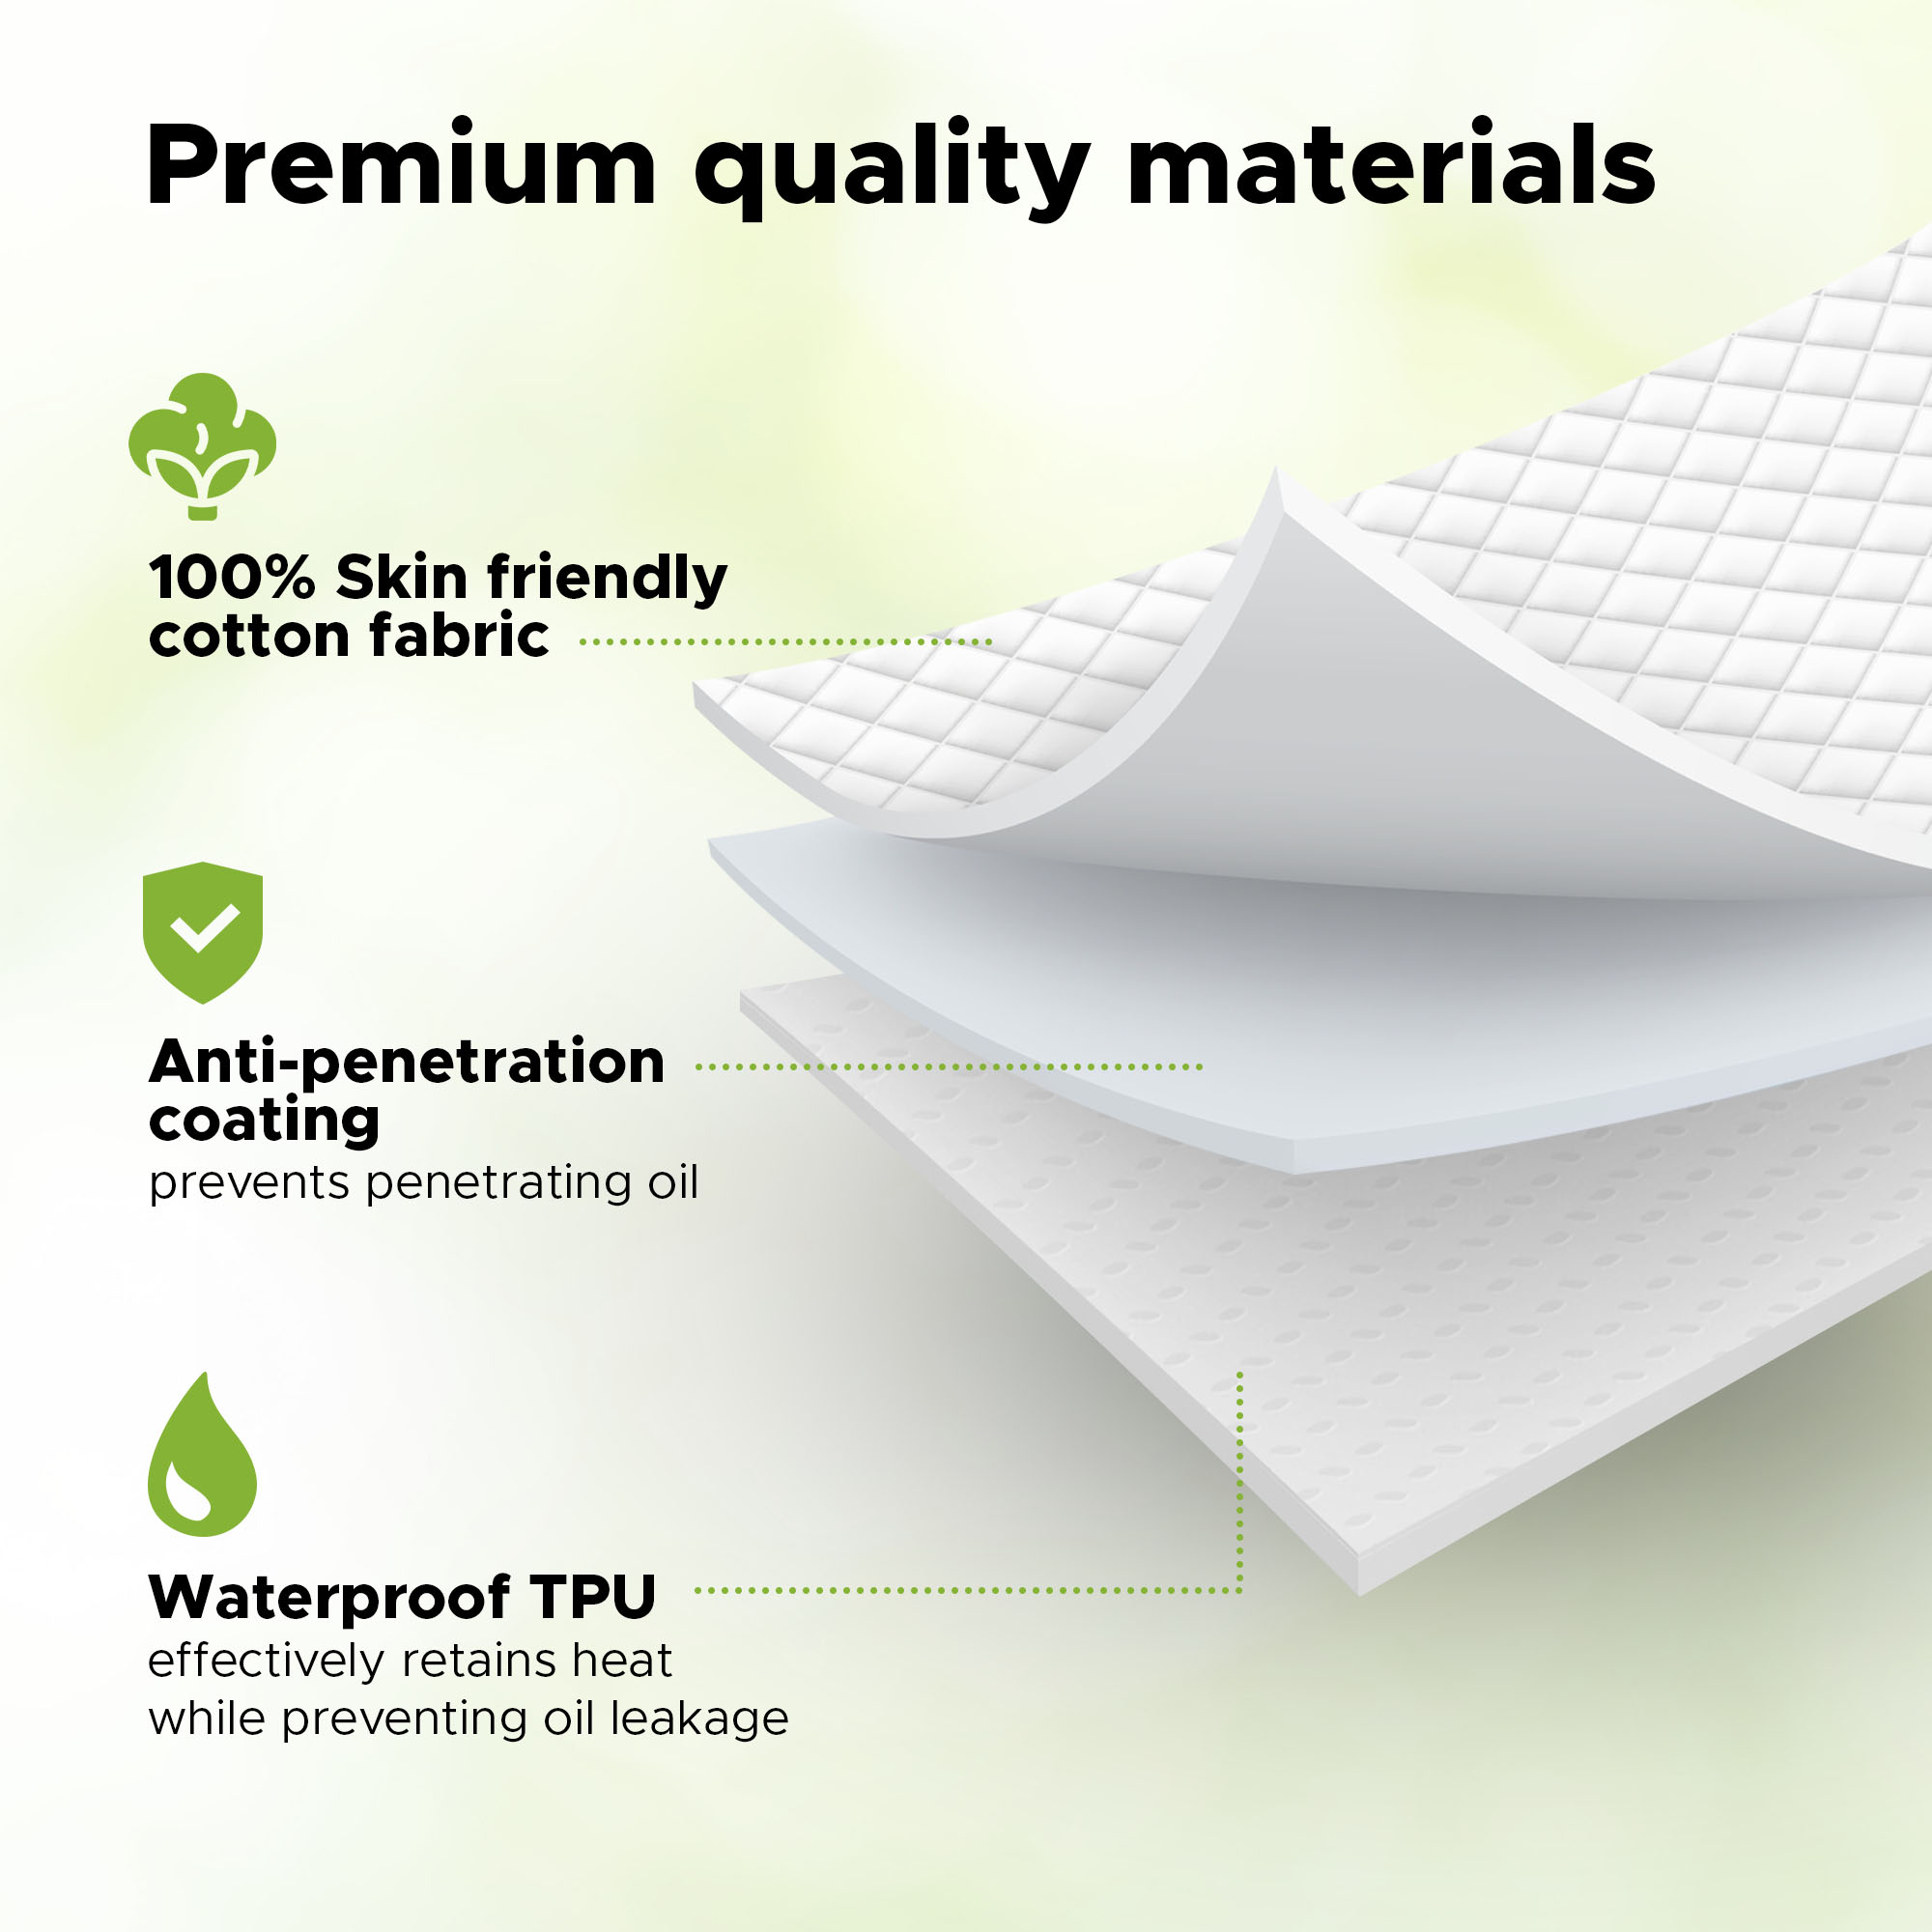 Premium quality materials
100% Skin friendly
cotton fabric
Anti-penetration
coating
prevents penetrating oil
Waterproof TPU
effectively retains heat
while preventing oil leakage